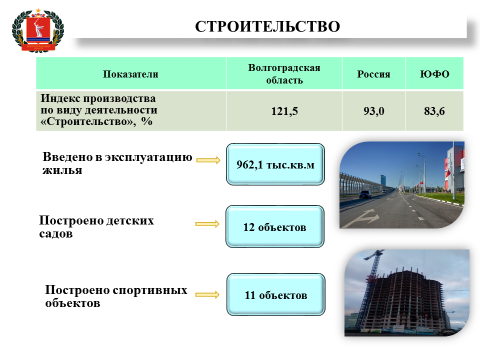 СТРОИТЕЛЬСТВО
Показатели
Волгоградская
область
Россия
ЮФО
Индекс производства
по виду деятельности
«Строительство», %
121,5
93,0
83,6
Введено в эксплуатацию
жилья
962,1 тыс.кв.м
Построено детских
садов
12 объектов
Построено спортивных
объектов
11 объектов